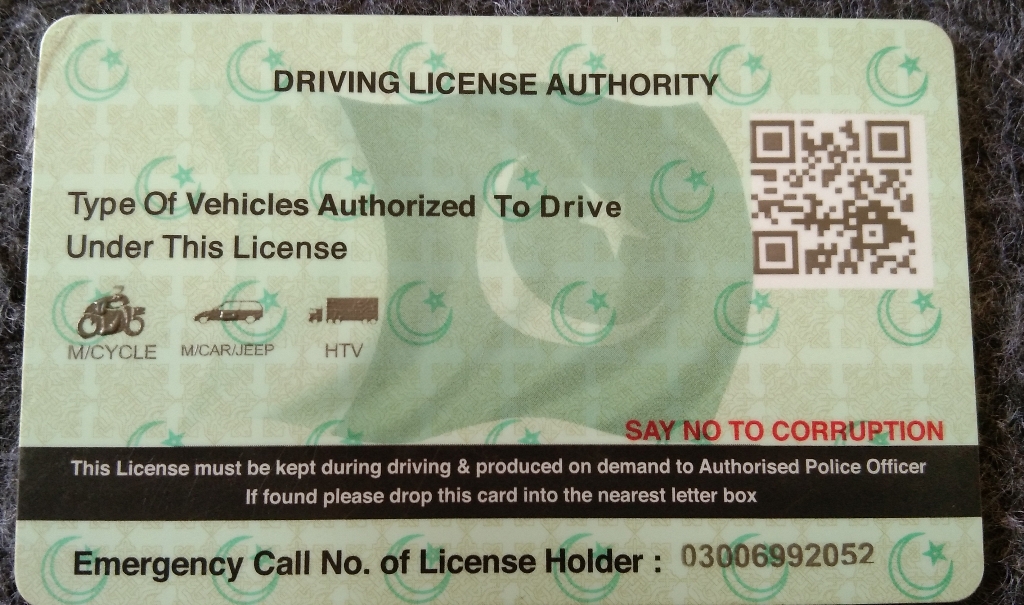 DRIVING LICENSE AUTHORITY
Type Of Vehicles Authorized To Drive
Under This License
M/CYCLE M/CAR/JEEP HTV
SAY NO TO CORRUPTION
This License must be kept during driving & produced on demand to Authorised Police Officer
If found please drop this card into the nearest letter box
Emergency Call No. of License Holder : 03006992052